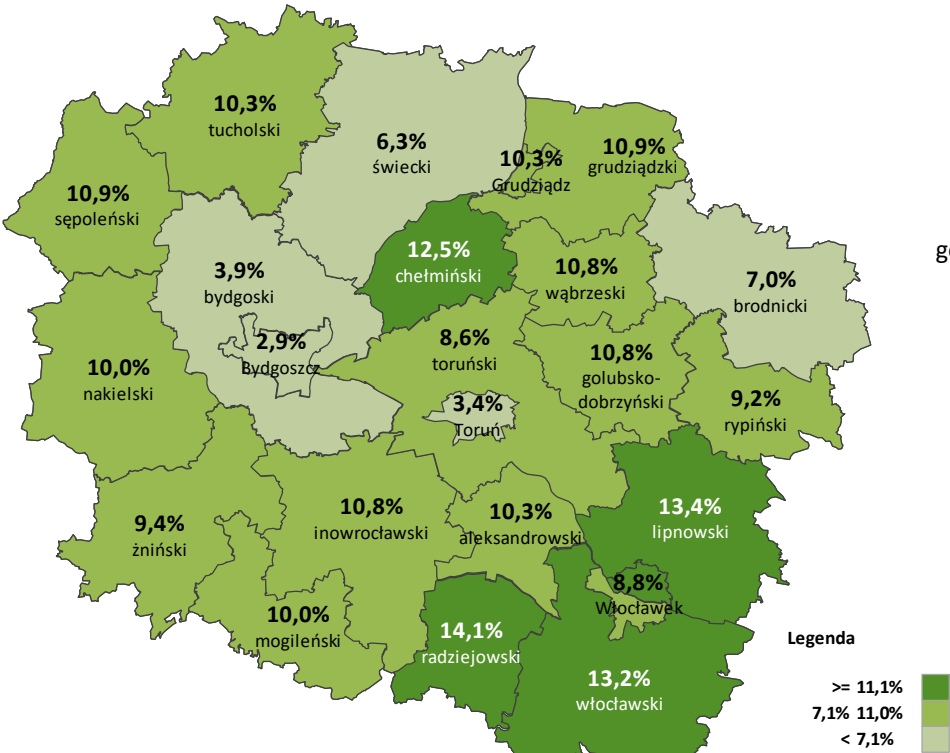 10,3%
tucholski
6,3%
świecki
10,3%
Grudziądz
10,9%
grudziądzki
10,9%
sępoleński
12,5%
chełmiński
3,9%
bydgoski
10,8%
wąbrzeski
7,0%
brodnicki
go
2,9%
Bydgoszcz
8,6%
toruński
10,8%
golubsko-
dobrzyński
10,0%
nakielski
3,4%
Toruń
9,2%
rypiński
9,4%
żniński
10,8%
inowrocławski
10,3%
aleksandrowski
13,4%
lipnowski
8,8%
Włocławek
10,0%
mogileński
14,1%
radziejowski
13,2%
włocławski
Legenda
>= 11,1%
7,1% 11,0%
< 7,1%